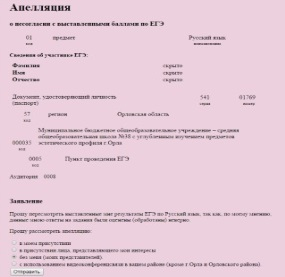 Апелляция
о несогласии с выставленными баллами по ЕГЭ
01 предмет Русский язык
код наименование
Сведения об участнике ЕГЭ:
Фамилия скрыто
Имя скрыто
Отчество скрыто
Документ, удостоверяющий личность 541 01769
(паспорт) серия номер
57 регион Орловская область
код
Муниципальное бюджетное общеобразовательное учреждение – средняя
общеобразовательная школа №39 с углубленным изучением предметов
000035 эстетического профиля г.Орла
код
0005 Пункт проведения ЕГЭ
код
Аудитория 0008
Заявление
Прошу пересмотреть выставленные мне результаты ЕГЭ по Русский язык, так как, по моему мнению,
данные мною ответы на задания были оценены (обработаны) неверно.
Прошу рассмотреть апелляцию:
в моем присутствии
в присутствии лица, представляющего мои интересы
без меня (моих представителей)
с использованием видеоконференцсвязи в вашем районе (кроме г Орла и Орловского района)
Отправить